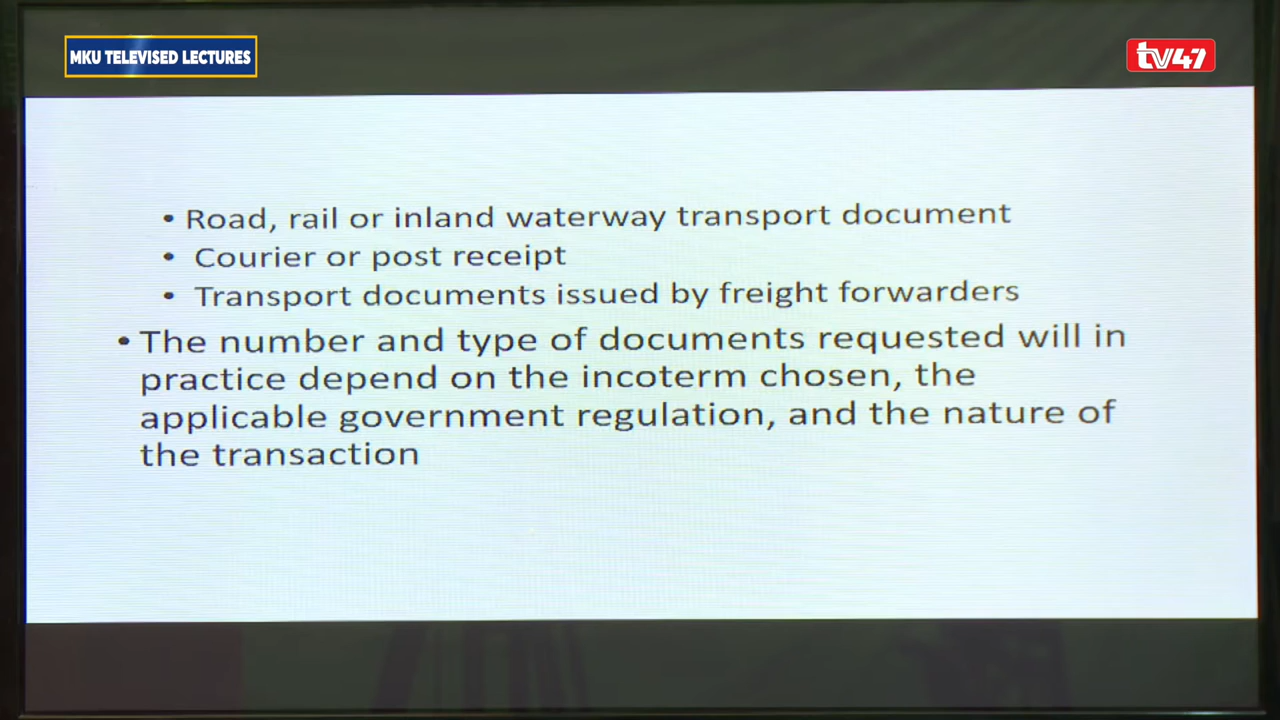 MKU TELEVISED LECTURES
tv47
• Road, rail or inland waterway transport document
• Courier or post receipt
• Transport documents issued by freight forwarders
• The number and type of documents requested will in
practice depend on the incoterm chosen, the
applicable government regulation, and the nature of
the transaction